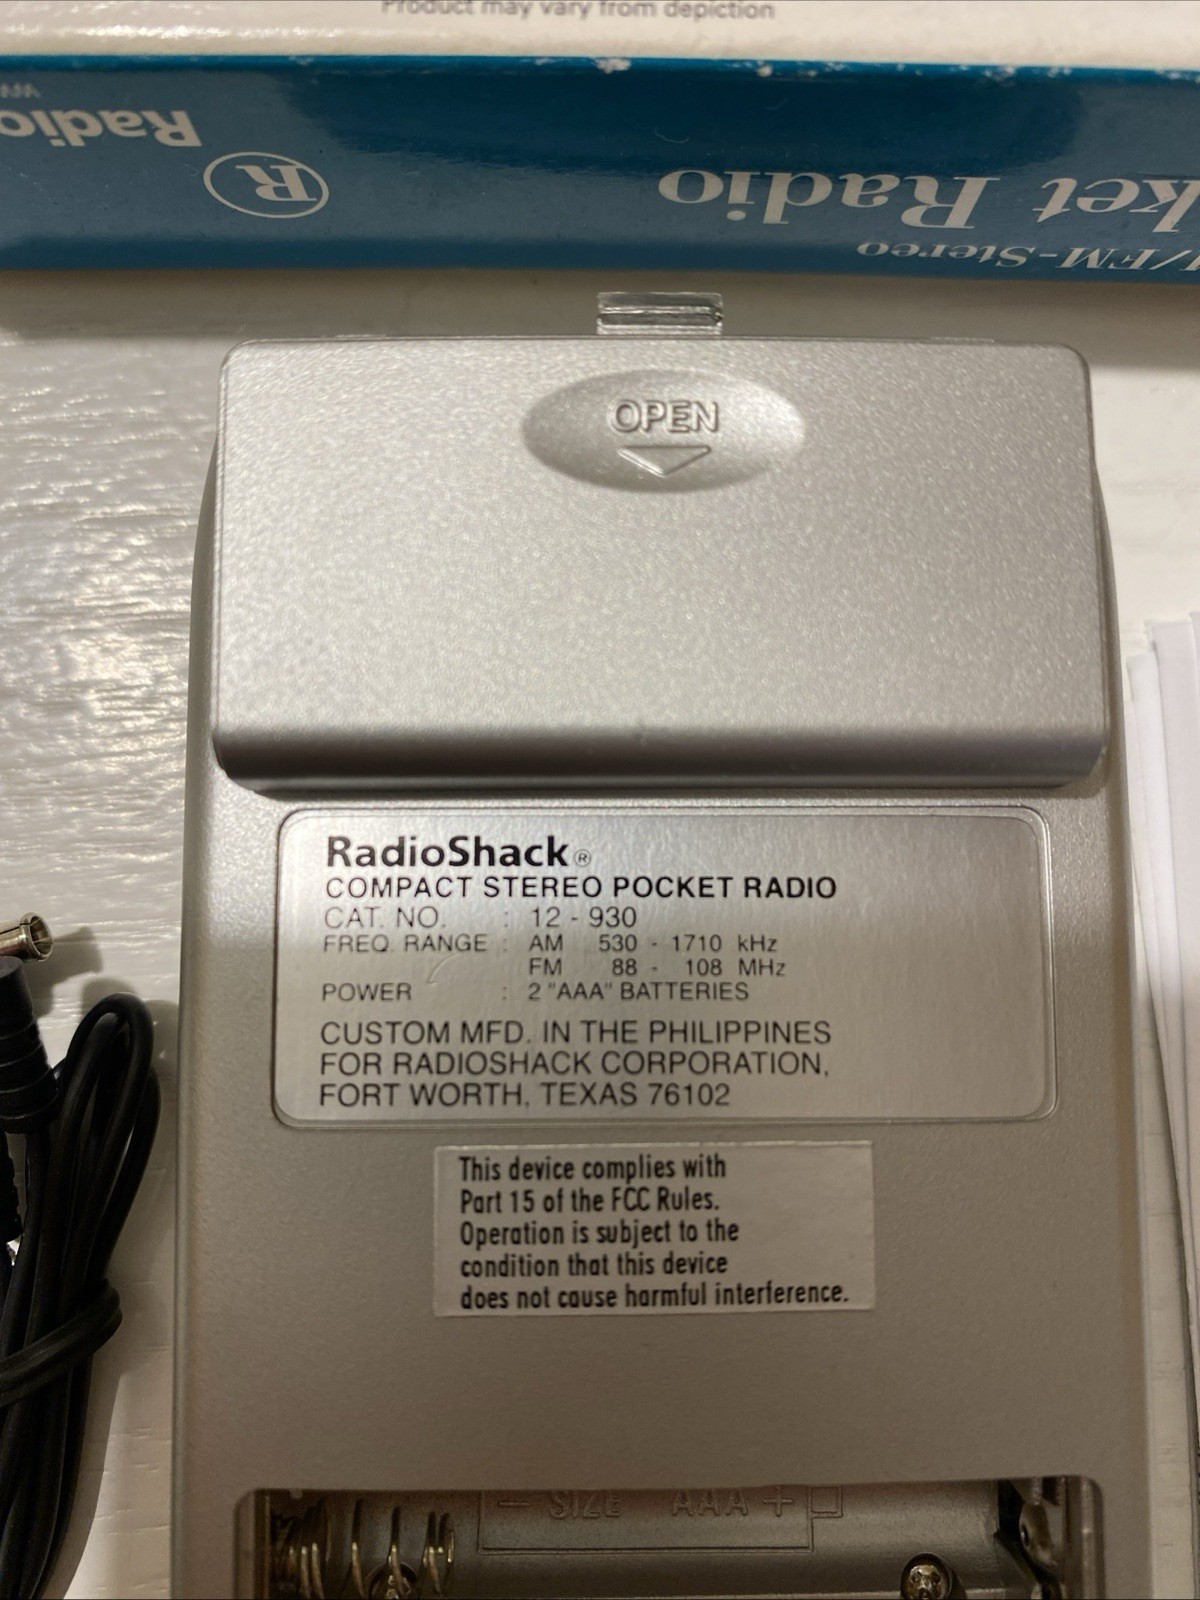 Product may vary from depiction
Radio
R
ket Radio
/FM-Stereo
OPEN
RadioShack®
COMPACT STEREO POCKET RADIO
CAT. NO. : 12 - 930
FREQ. RANGE : AM 530 - 1710 kHz
FM 88 - 108 MHz
POWER : 2 "AAA" BATTERIES
CUSTOM MFD. IN THE PHILIPPINES
FOR RADIOSHACK CORPORATION,
FORT WORTH, TEXAS 76102
This device complies with
Part 15 of the FCC Rules.
Operation is subject to the
condition that this device
does not cause harmful interference.
- SIZE AAA +